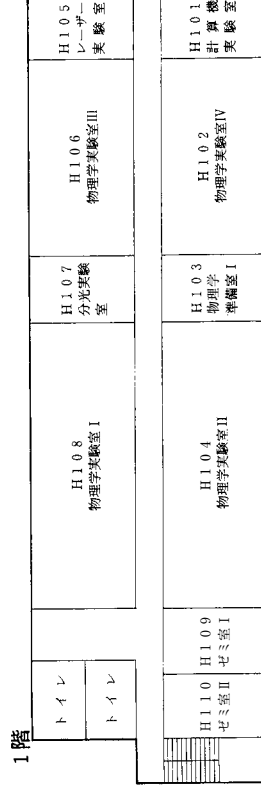 1階
トイレ
トイレ
H108
物理学実験室I
H107
分光実験
室
H106
物理学実験室III
H105
レーザー
実験室
H110
ゼミ室II
H109
ゼミ室I
H104
物理学実験室II
H103
物理学
準備室I
H102
物理学実験室IV
H101
計算機
実験室